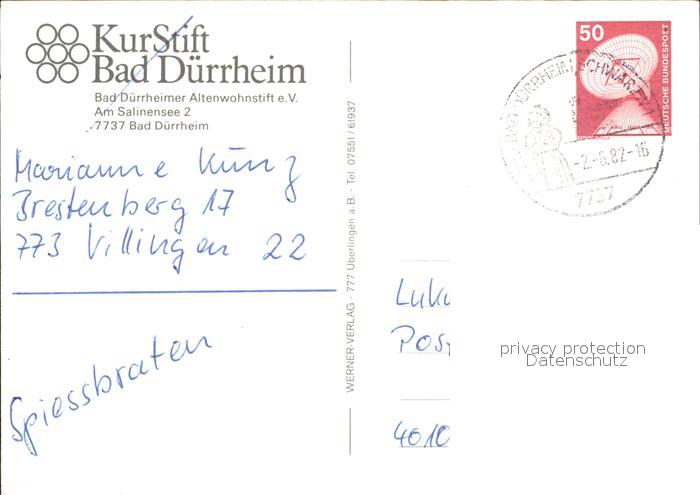 KurStift
Bad Dürrheim
Bad Dürrheimer Altenwohnstift e.V.
Am Salinensee 2
7737 Bad Dürrheim
Marianne Kunz
Brestenberg 17
773 Villingen 22
Spiessbraten
WERNER-VERLAG · 777 Überlingen a. B. · Tel. 07551/61937
50
DEUTSCHE BUNDESPOST
BAD DÜRRHEIM
-2.-6.82-16
7737
Luk
Pos
4010
privacy protection
Datenschutz